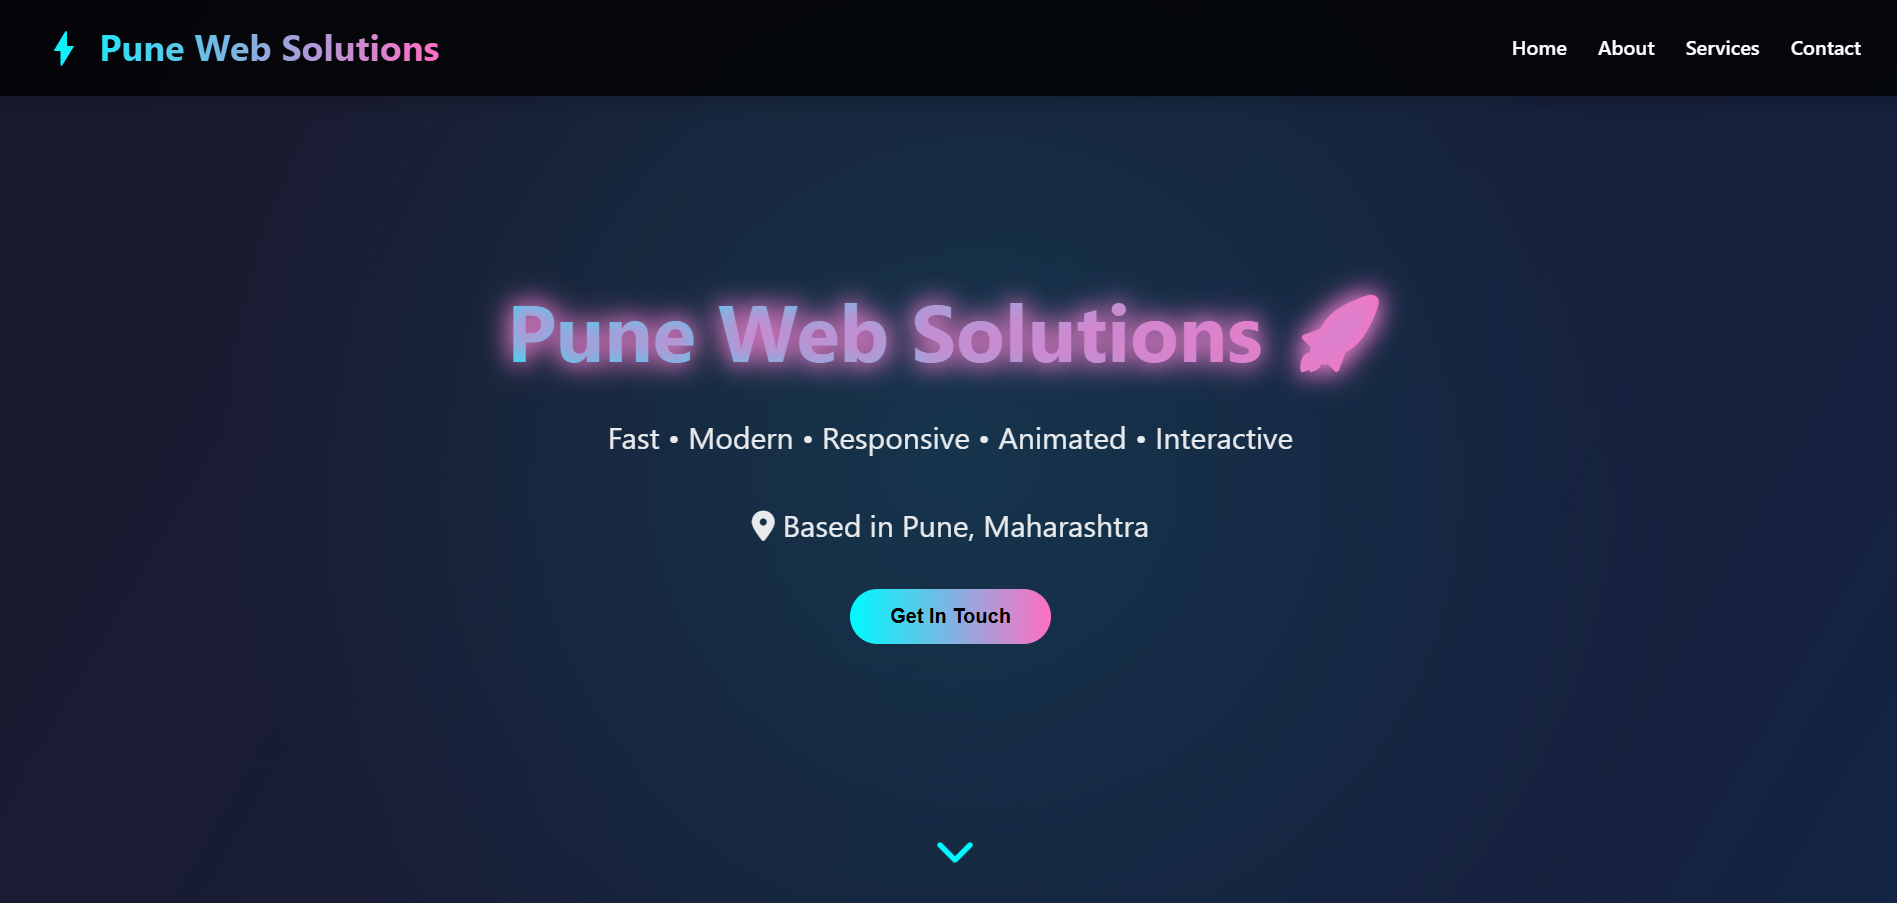 Pune Web Solutions
Home About Services Contact
Pune Web Solutions
Fast • Modern • Responsive • Animated • Interactive
Based in Pune, Maharashtra
Get In Touch